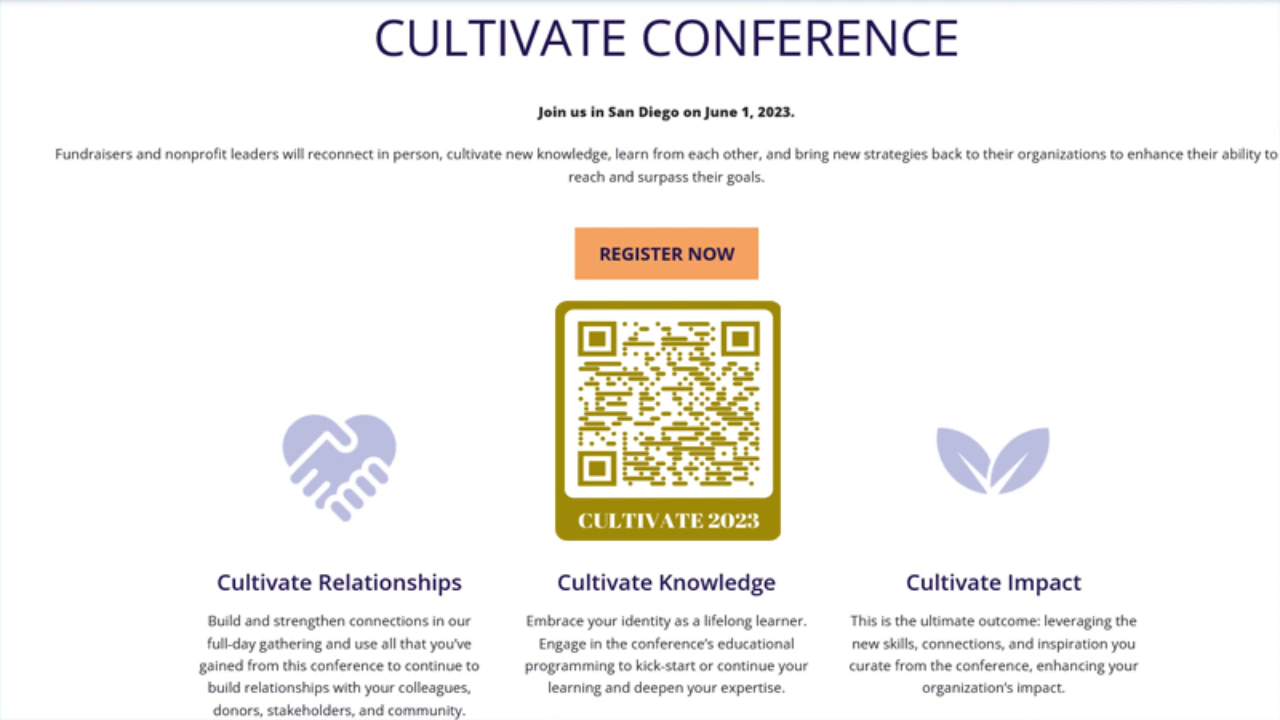 CULTIVATE CONFERENCE
Join us in San Diego on June 1, 2023.
Fundraisers and nonprofit leaders will reconnect in person, cultivate new knowledge, learn from each other, and bring new strategies back to their organizations to enhance their ability to
reach and surpass their goals.
REGISTER NOW
CULTIVATE 2023
Cultivate Relationships
Build and strengthen connections in our
full-day gathering and use all that you've
gained from this conference to continue to
build relationships with your colleagues,
donors, stakeholders, and community.
Cultivate Knowledge
Embrace your identity as a lifelong learner.
Engage in the conference's educational
programming to kick-start or continue your
learning and deepen your expertise.
Cultivate Impact
This is the ultimate outcome: leveraging the
new skills, connections, and inspiration you
curate from the conference, enhancing your
organization's impact.